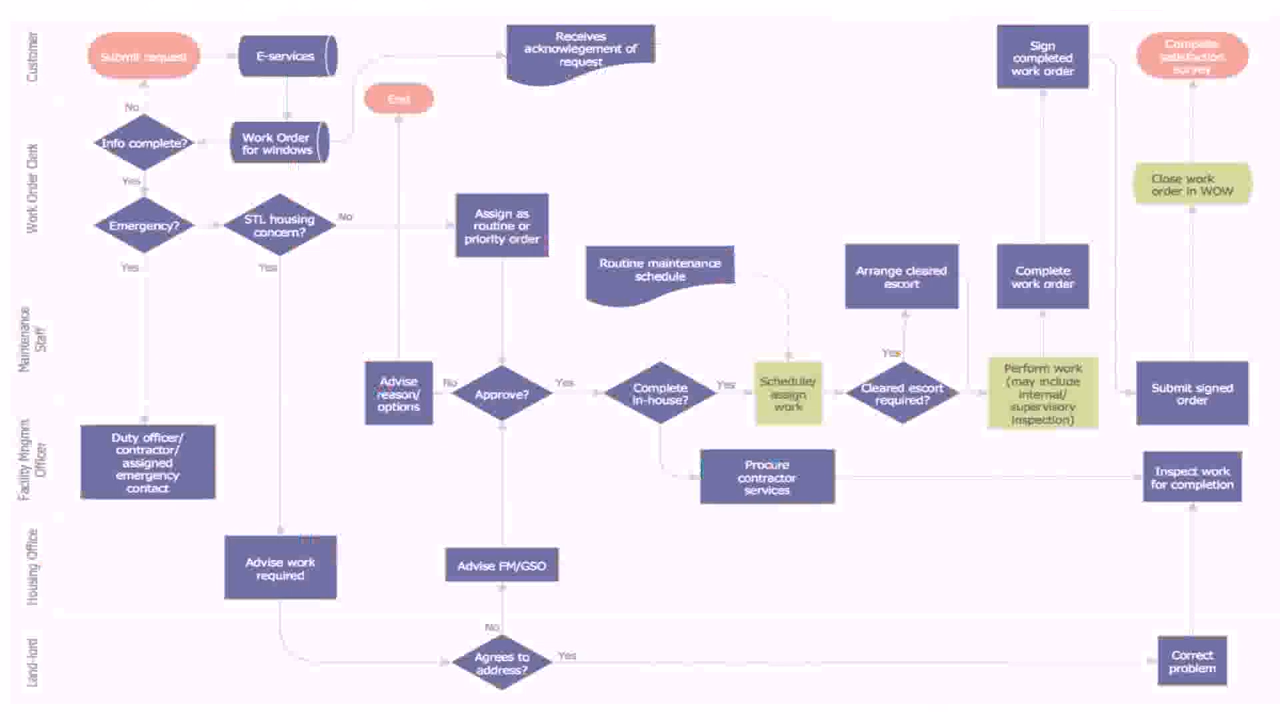 Customer
Submit request
E-services
Receives
acknowlegement of
request
Sign
completed
work order
Complete
satisfaction
survey
End
No
Work Order Clerk
Info complete?
Work Order
for windows
Yes
Close work
order in WOW
Emergency?
STL housing
concern?
No
Assign as
routine or
priority order
Yes
Yes
Routine maintenance
schedule
Arrange cleared
escort
Complete
work order
Maintenance
Staff
Yes
Advise
reason/
options
No
Approve?
Yes
Complete
in-house?
Yes
Schedule/
assign
work
Cleared escort
required?
Perform work
(may include
internal/
supervisory
inspection)
Submit signed
order
Facility Mngmnt
Officer
Duty officer/
contractor/
assigned
emergency
contact
Procure
contractor
services
Inspect work
for completion
Housing Office
Advise work
required
Advise FM/GSO
No
Land-lord
Agrees to
address?
Yes
Correct
problem